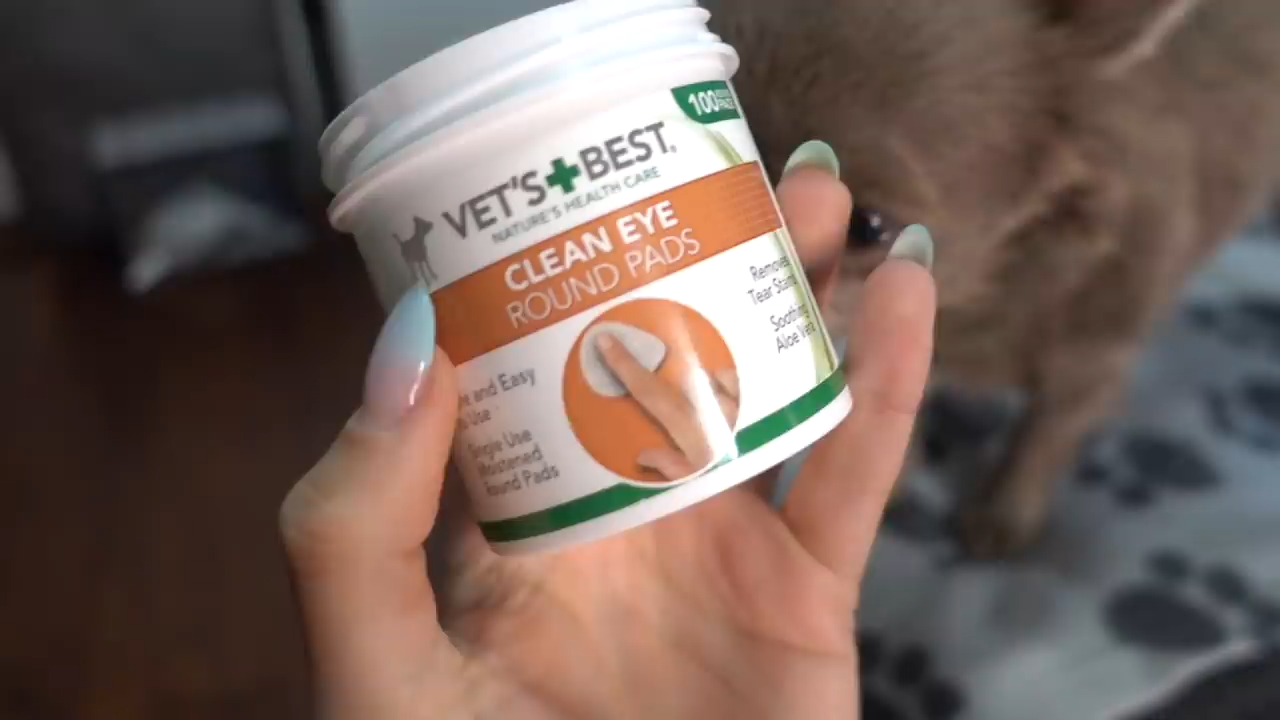 100
VET'S BEST®
NATURE'S HEALTH CARE
CLEAN EYE
ROUND PADS
Removes
Tear Stains
Soothing
Aloe Vera
and Easy
Use
Single Use
Moistened
Round Pads